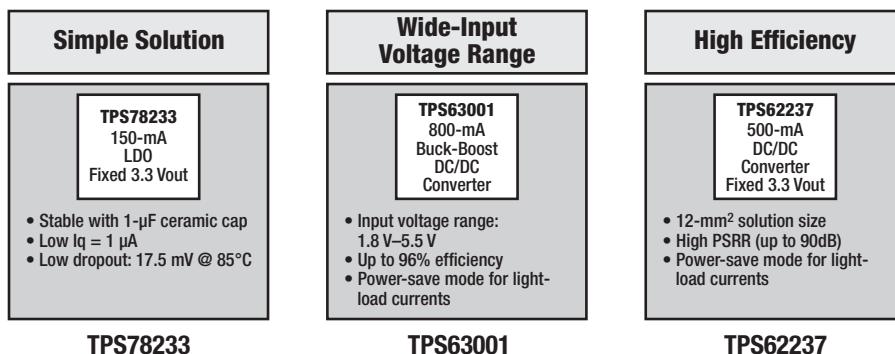 Simple Solution
TPS78233
150-mA
LDO
Fixed 3.3 Vout
• Stable with 1-µF ceramic cap
• Low Iq = 1 µA
• Low dropout: 17.5 mV @ 85°C
TPS78233
Wide-Input
Voltage Range
TPS63001
800-mA
Buck-Boost
DC/DC
Converter
• Input voltage range:
1.8 V–5.5 V
• Up to 96% efficiency
• Power-save mode for light-
load currents
TPS63001
High Efficiency
TPS62237
500-mA
DC/DC
Converter
Fixed 3.3 Vout
• 12-mm² solution size
• High PSRR (up to 90dB)
• Power-save mode for light-
load currents
TPS62237